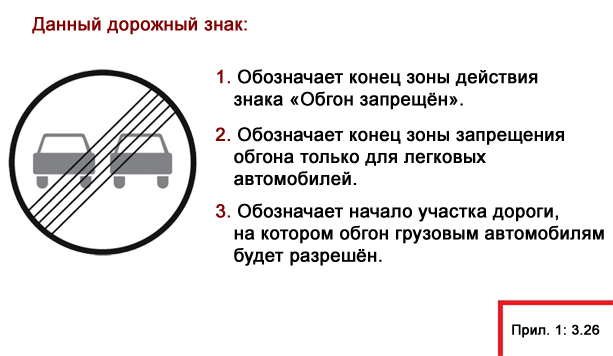 Данный дорожный знак:
1. Обозначает конец зоны действия
знака «Обгон запрещён».
2. Обозначает конец зоны запрещения
обгона только для легковых
автомобилей.
3. Обозначает начало участка дороги,
на котором обгон грузовым автомобилям
будет разрешён.
Прил. 1: 3.26